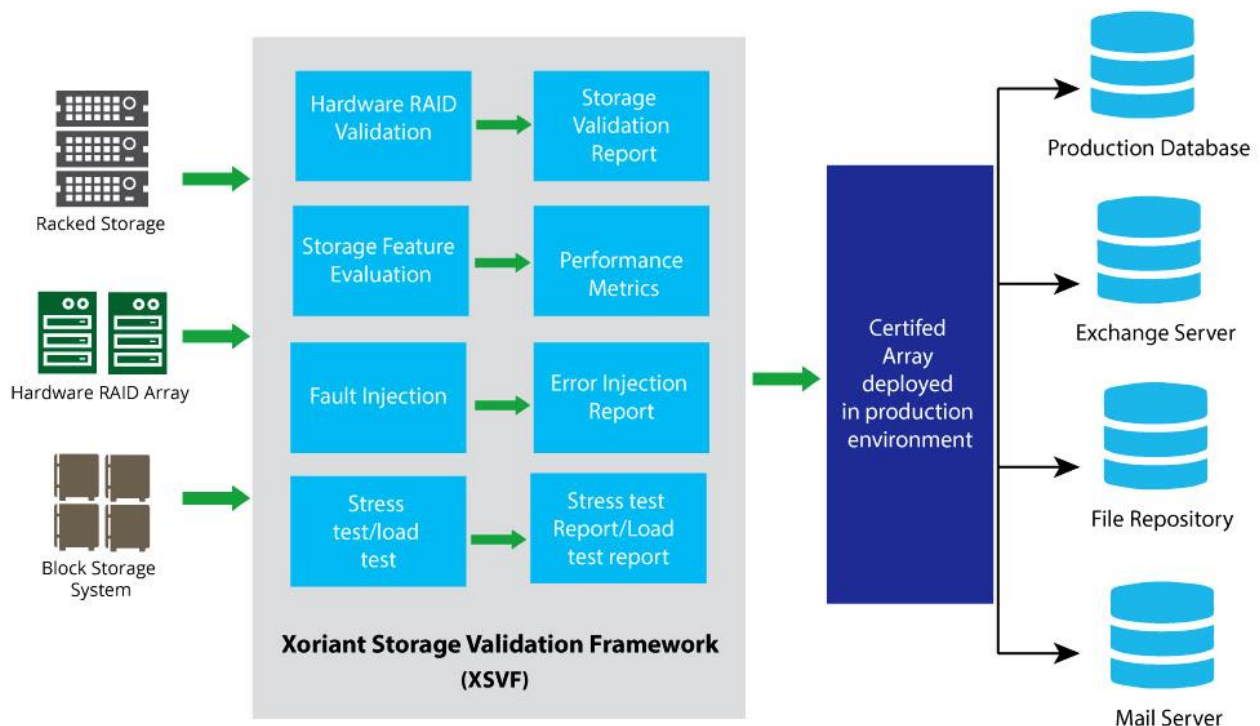 Racked Storage
Hardware RAID Array
Block Storage
System
Hardware RAID
Validation
Storage
Validation
Report
Storage Feature
Evaluation
Performance
Metrics
Fault Injection
Error Injection
Report
Stress
test/load
test
Stress test
Report/Load
test report
Xoriant Storage Validation Framework
(XSVF)
Certifed
Array
deployed
in production
environment
Production Database
Exchange Server
File Repository
Mail Server